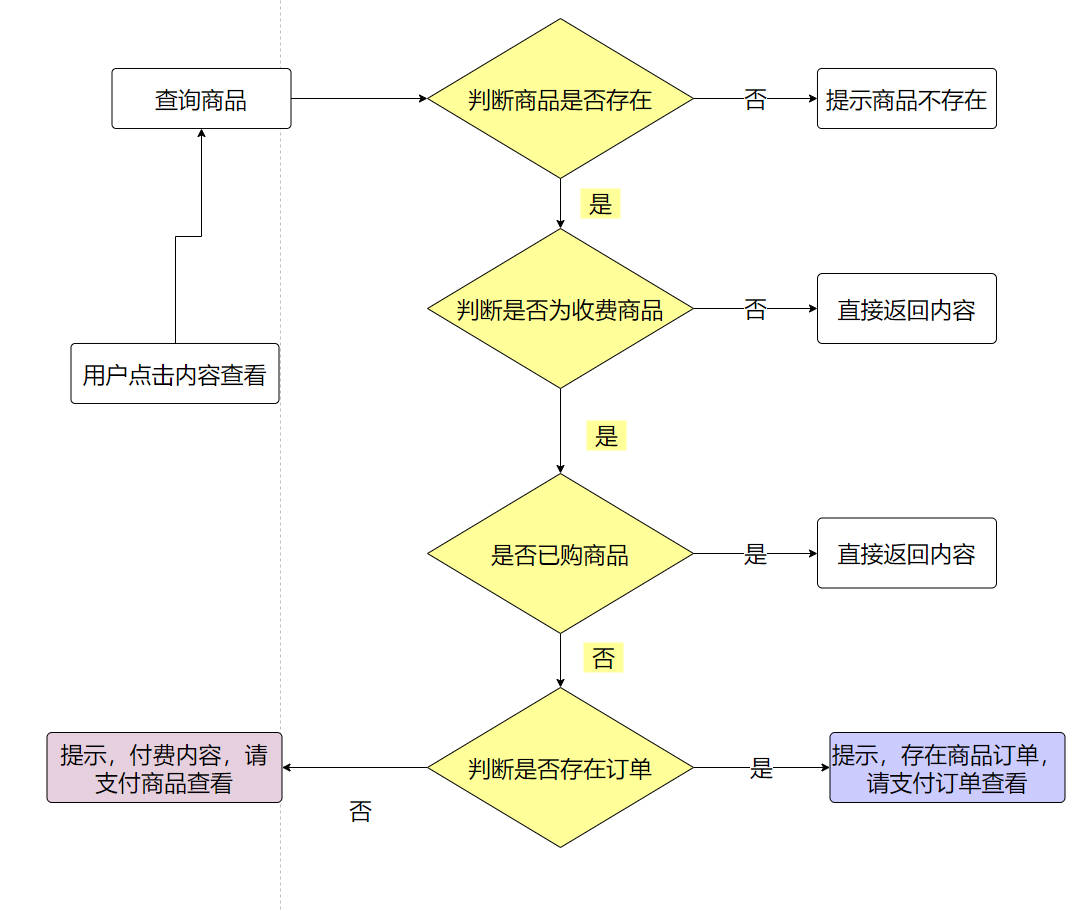 查询商品
判断商品是否存在
否
提示商品不存在
是
判断是否为收费商品
否
直接返回内容
用户点击内容查看
是
是否已购商品
是
直接返回内容
否
提示，付费内容，请
支付商品查看
判断是否存在订单
是
提示，存在商品订单，
请支付订单查看
否